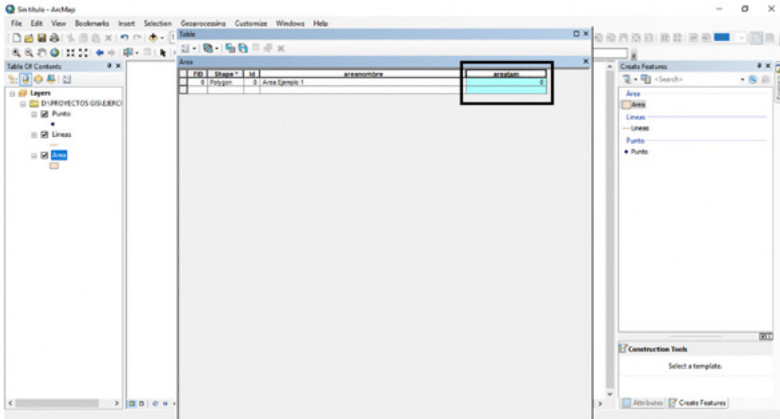 Sin título - ArcMap
File Edit View Bookmarks Insert Selection Geoprocessing Customize Windows Help
Table
Table Of Contents
Layers
D:\PROYECTOS GIS\EJERCI
Punto
Lineas
Area
Area
FID Shape * Id areanombre areatam
0 Polygon 0 Area Ejemplo 1 0
Create Features
<Search>
Area
Area
Lineas
Lineas
Punto
Punto
Construction Tools
Select a template.
Attributes Create Features